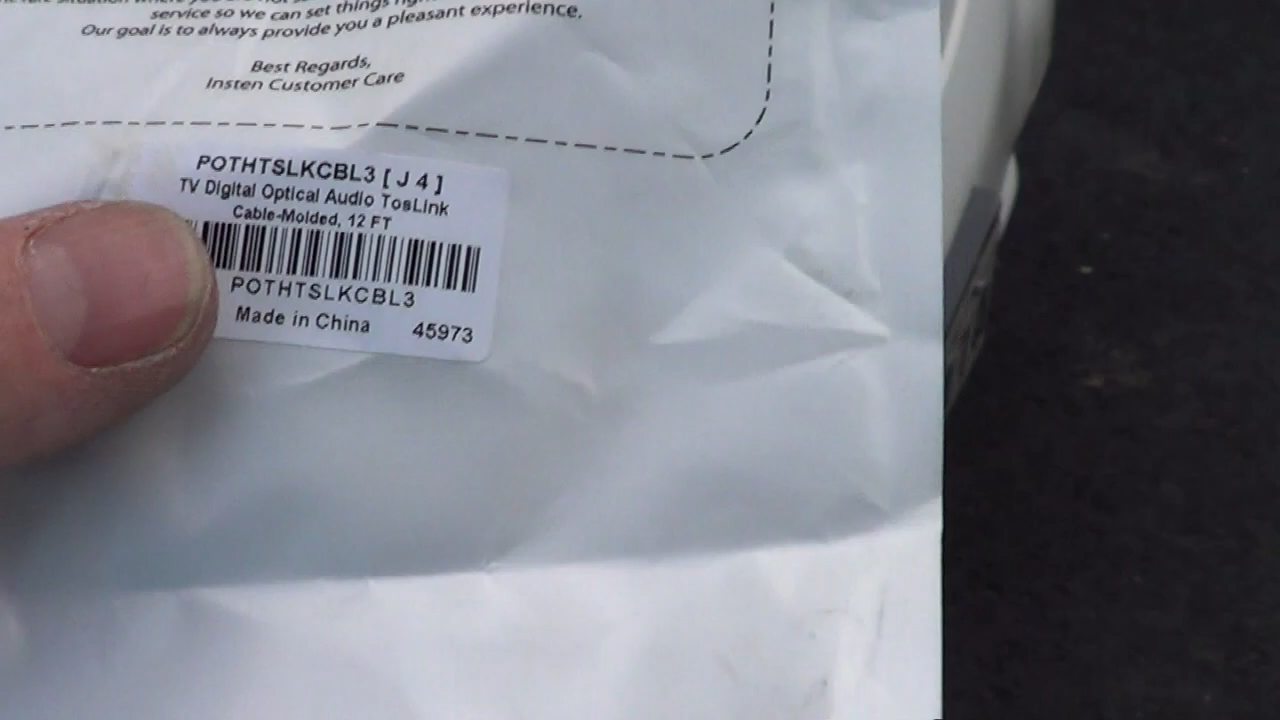 service so we can set things
Our goal is to always provide you a pleasant experience.
Best Regards,
Insten Customer Care
POTHTSLKCBL3 [ J 4 ]
TV Digital Optical Audio TosLink
Cable-Molded, 12 FT
POTHTSLKCBL3
Made in China 45973